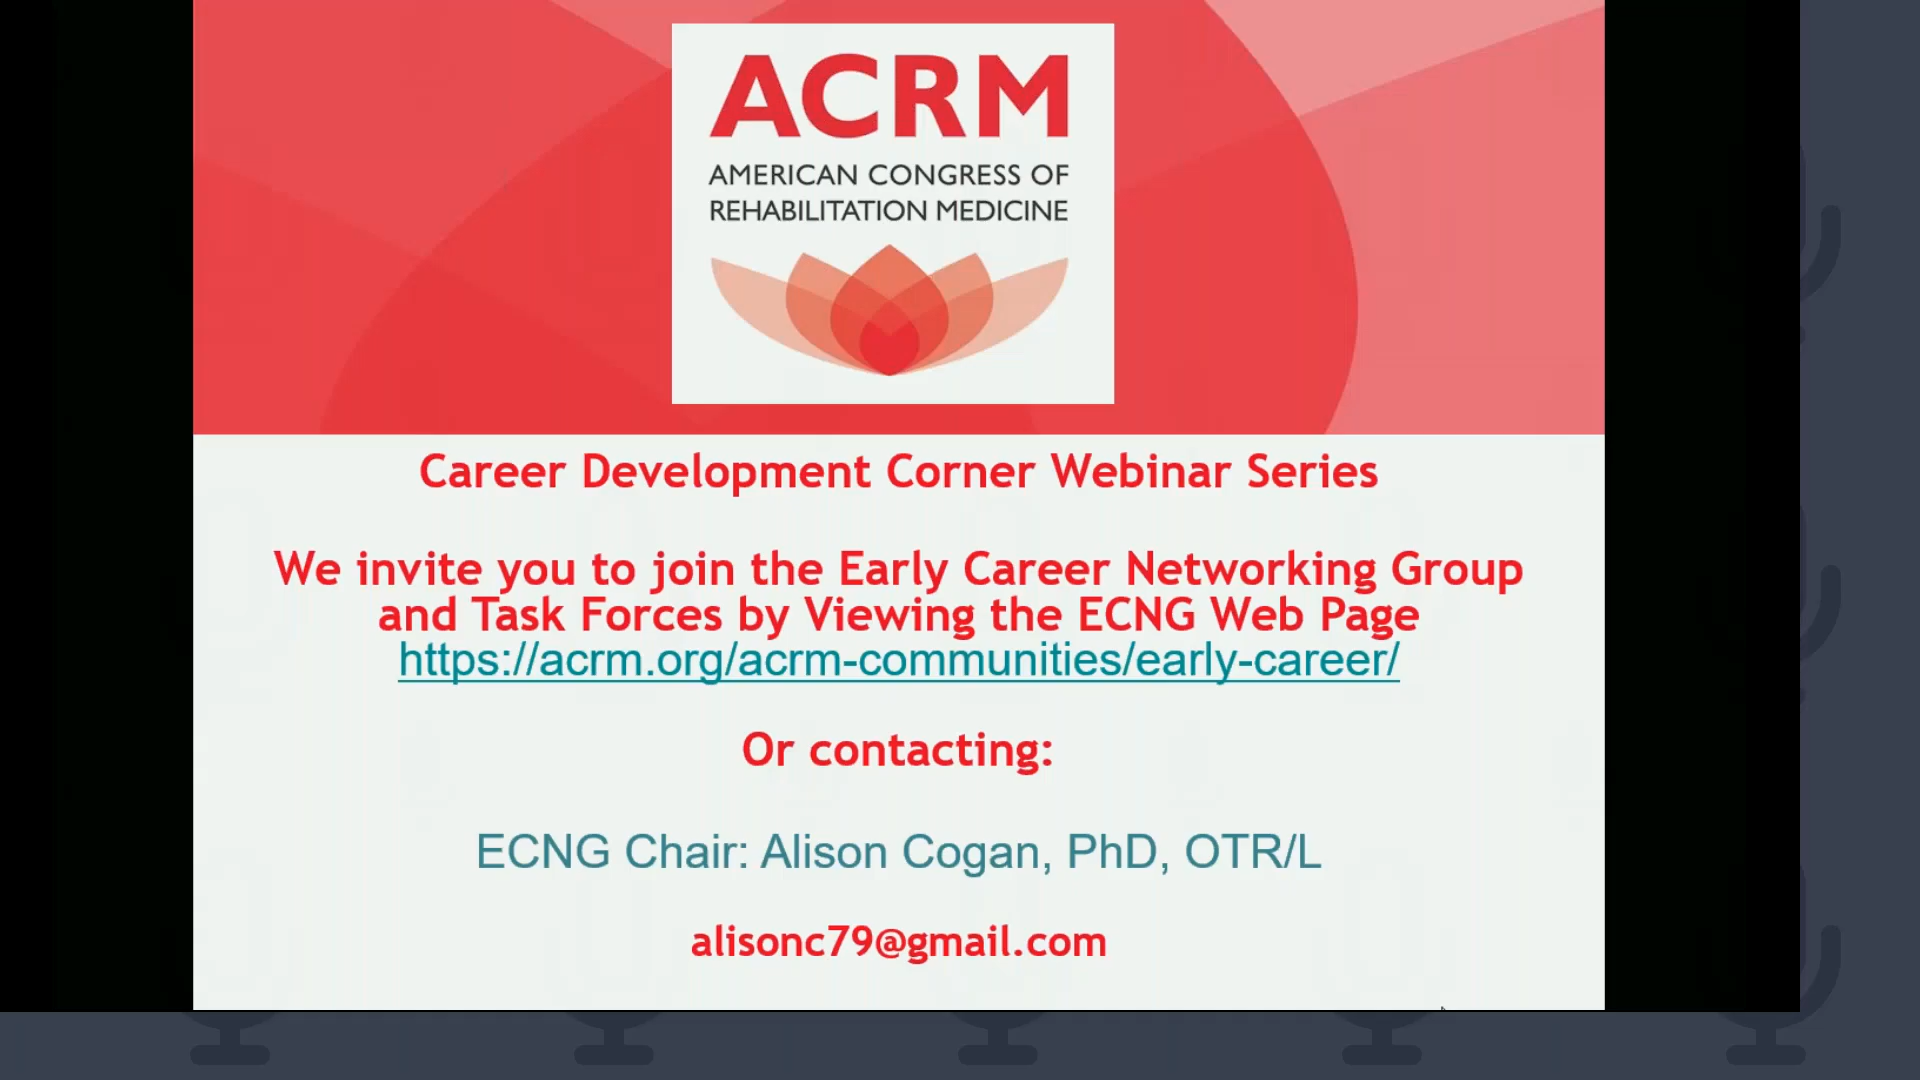 ACRM
AMERICAN CONGRESS OF
REHABILITATION MEDICINE
Career Development Corner Webinar Series
We invite you to join the Early Career Networking Group
and Task Forces by Viewing the ECNG Web Page
https://acrm.org/acrm-communities/early-career/
Or contacting:
ECNG Chair: Alison Cogan, PhD, OTR/L
alisonc79@gmail.com